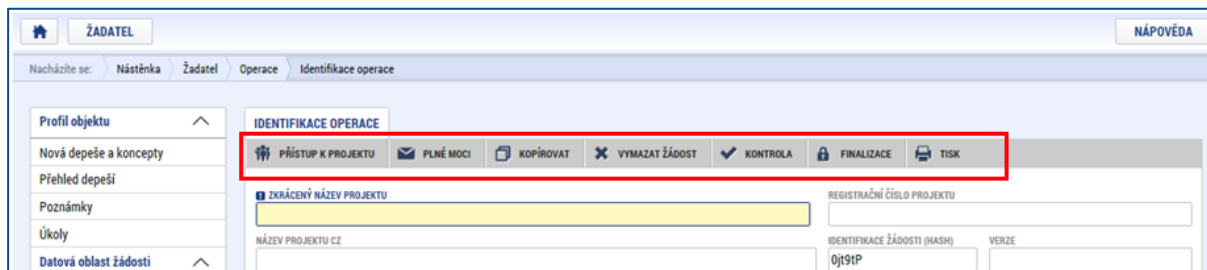 ŽADATEL
NÁPOVĚDA
Nacházíte se: Nástěnka Žadatel Operace Identifikace operace
Profil objektu
Nová depeše a koncepty
Přehled depeší
Poznámky
Úkoly
Datová oblast žádosti
IDENTIFIKACE OPERACE
PŘÍSTUP K PROJEKTU PLNÉ MOCI KOPÍROVAT VYMAZAT ŽÁDOST KONTROLA FINALIZACE TISK
ZKRÁCENÝ NÁZEV PROJEKTU
REGISTRAČNÍ ČÍSLO PROJEKTU
NÁZEV PROJEKTU CZ
IDENTIFIKACE ŽÁDOSTI (HASH) VERZE
0jt9tP